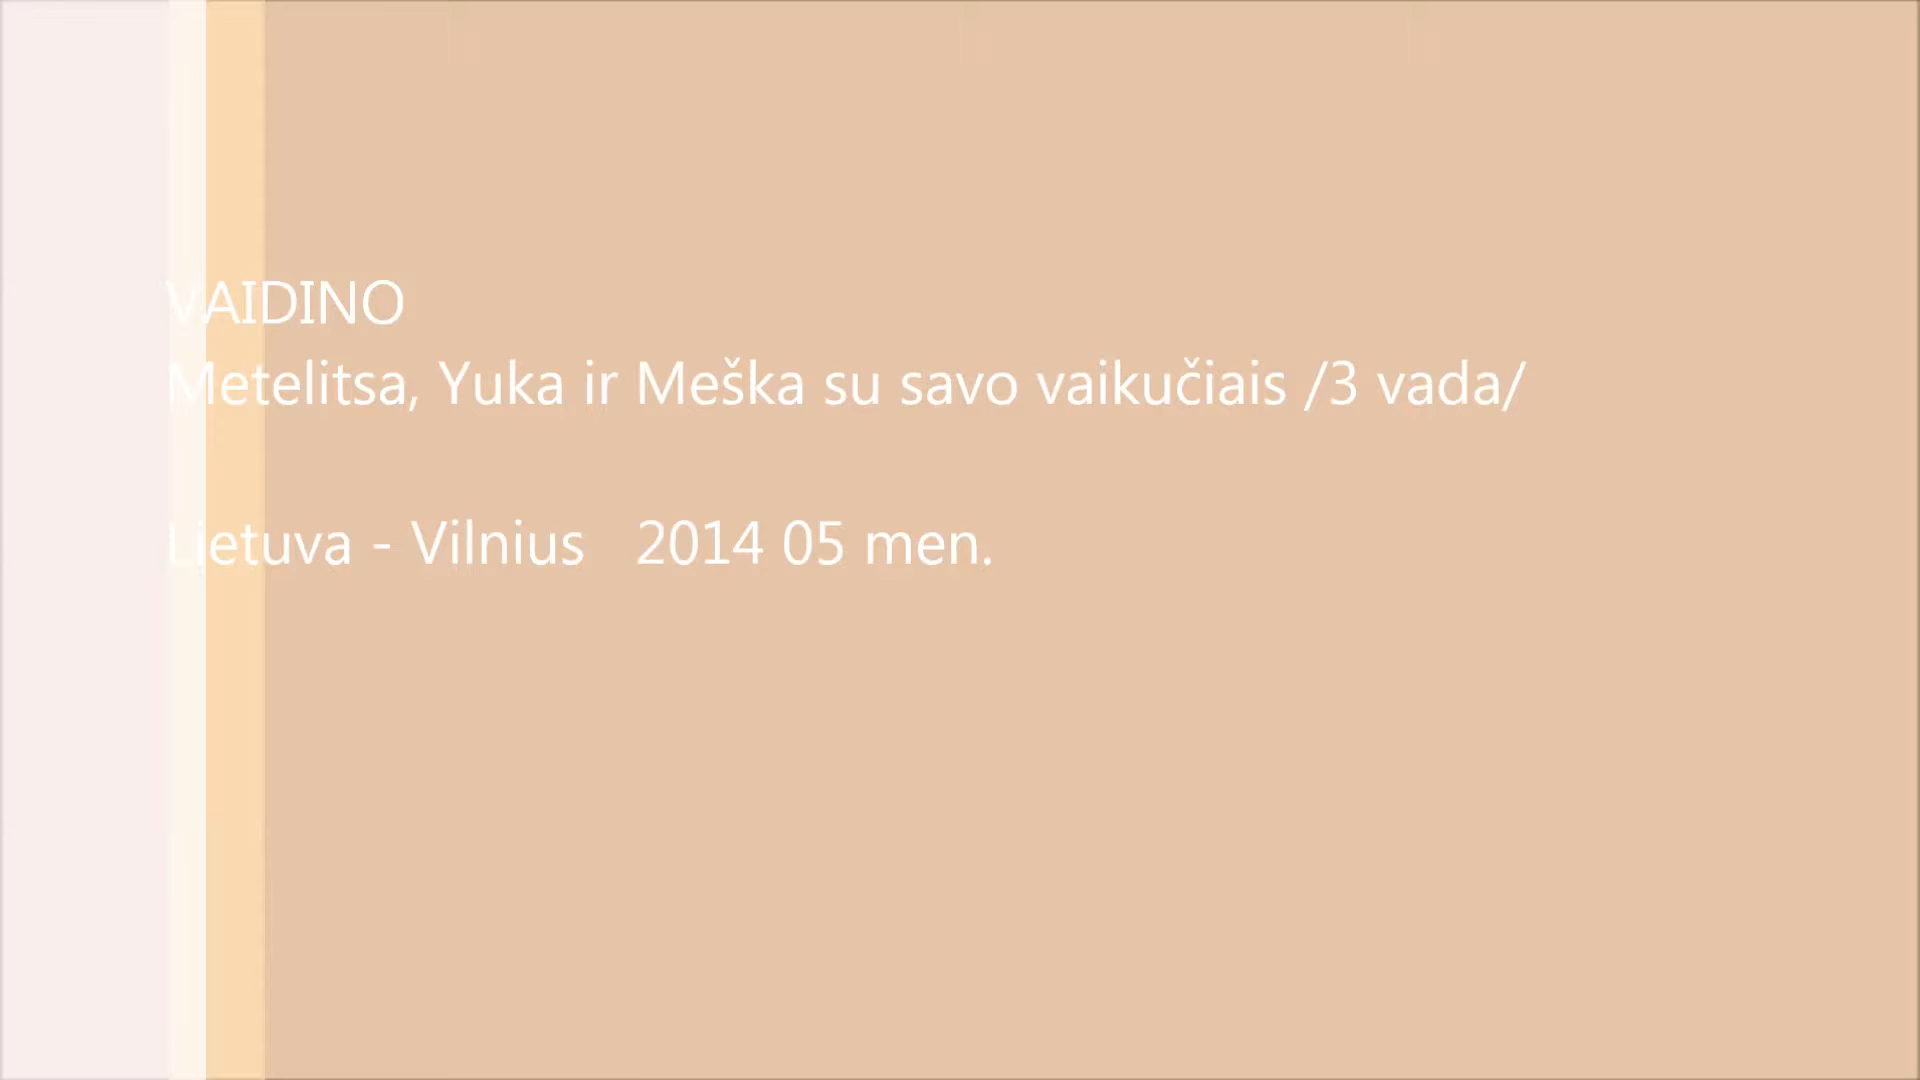 VAIDINO
Metelitsa, Yuka ir Meška su savo vaikučiais /3 vada/
Lietuva - Vilnius 2014 05 men.